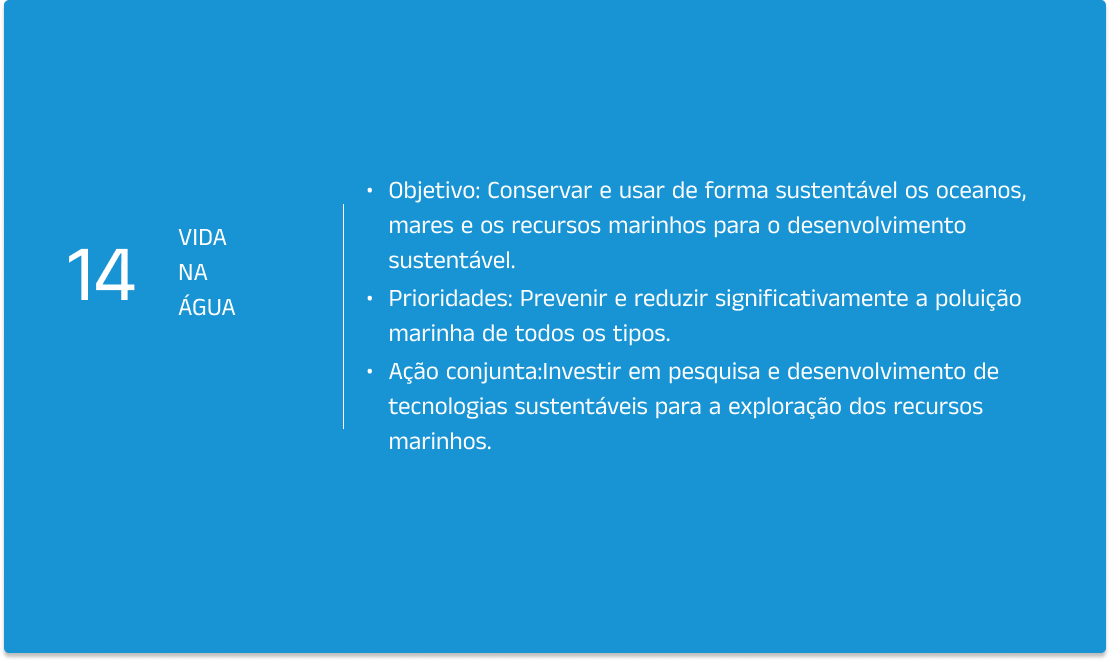 14
VIDA
NA
ÁGUA
• Objetivo: Conservar e usar de forma sustentável os oceanos,
mares e os recursos marinhos para o desenvolvimento
sustentável.
• Prioridades: Prevenir e reduzir significativamente a poluição
marinha de todos os tipos.
• Ação conjunta:Investir em pesquisa e desenvolvimento de
tecnologias sustentáveis para a exploração dos recursos
marinhos.